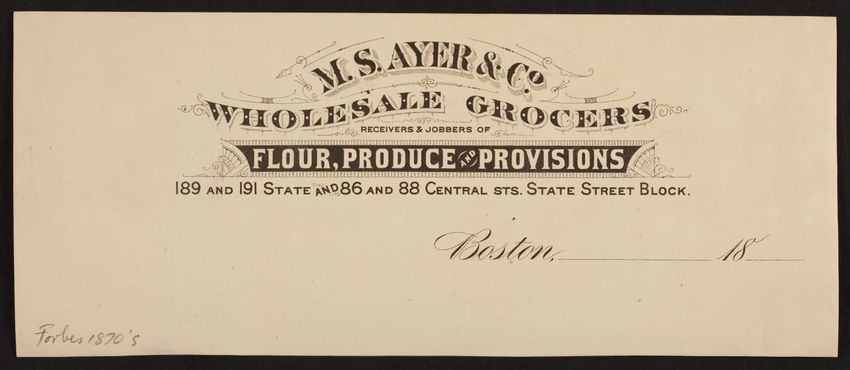 M. S. AYER & Co
WHOLESALE GROCERS
RECEIVERS & JOBBERS OF
FLOUR, PRODUCE AND PROVISIONS
189 AND 191 STATE AND 86 AND 88 CENTRAL STS. STATE STREET BLOCK.
Boston, 18
Forbes 1870's